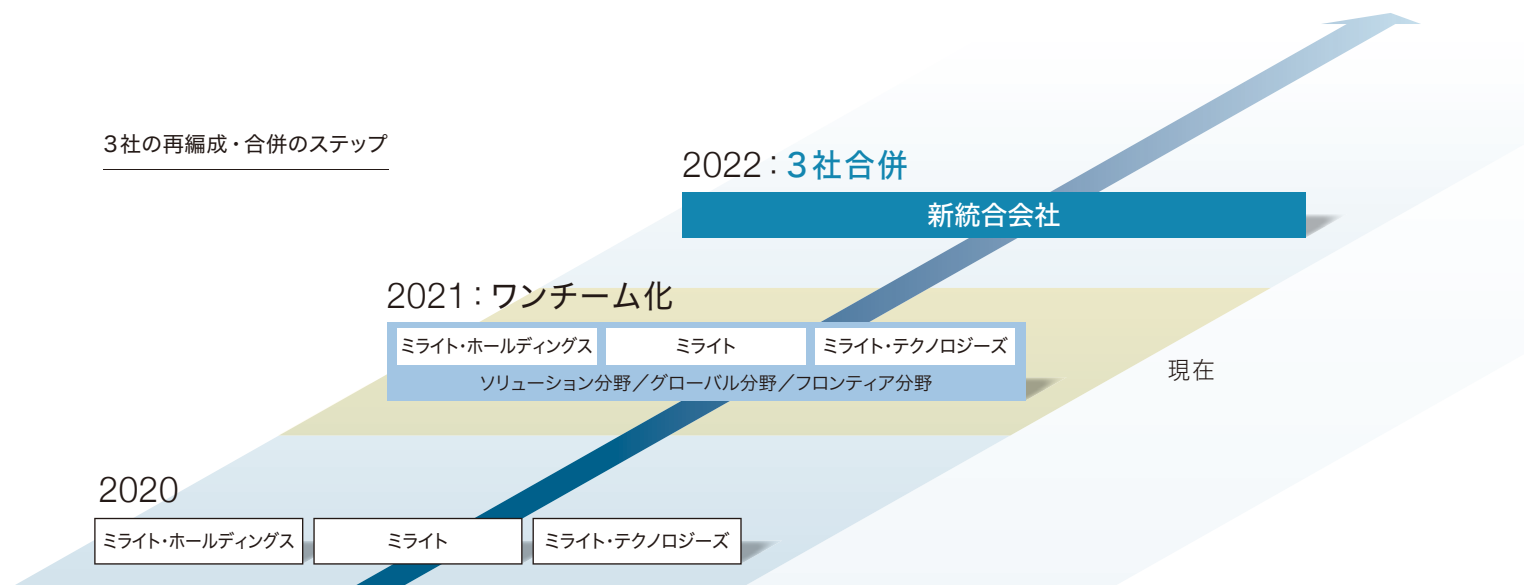 3社の再編成・合併のステップ
2022：3社合併
新統合会社
2021：ワンチーム化
ミライト・ホールディングス
ミライト
ミライト・テクノロジーズ
ソリューション分野／グローバル分野／フロンティア分野
現在
2020
ミライト・ホールディングス
ミライト
ミライト・テクノロジーズ